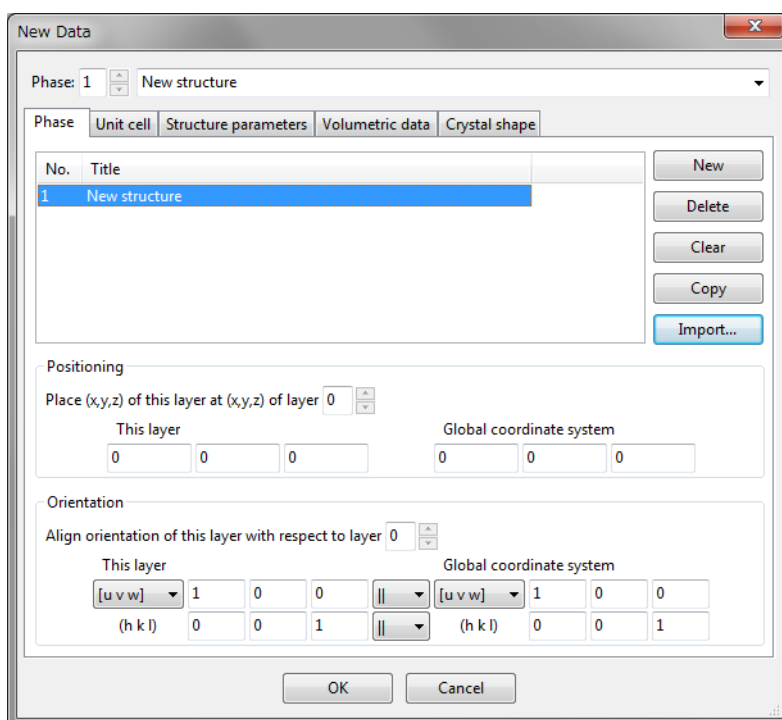 New Data
Phase: 1 New structure
Phase Unit cell Structure parameters Volumetric data Crystal shape
No. Title
1 New structure
New
Delete
Clear
Copy
Import...
Positioning
Place (x,y,z) of this layer at (x,y,z) of layer 0
This layer Global coordinate system
0 0 0 0 0 0
Orientation
Align orientation of this layer with respect to layer 0
This layer Global coordinate system
[u v w] 1 0 0 || [u v w] 1 0 0
(h k l) 0 0 1 || (h k l) 0 0 1
OK Cancel